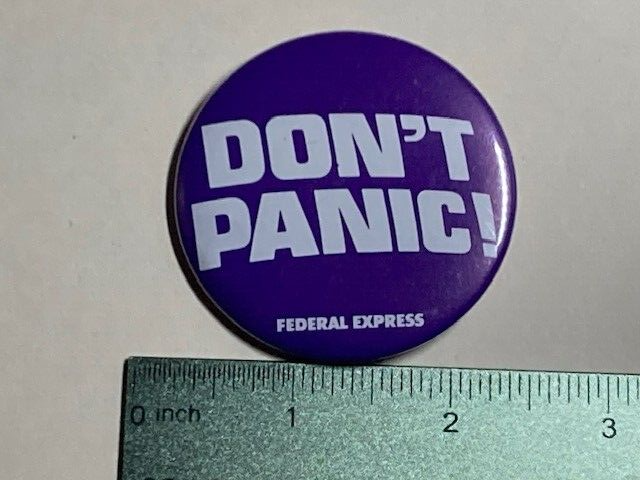 DON'T
PANIC!
FEDERAL EXPRESS
0 inch 1 2 3